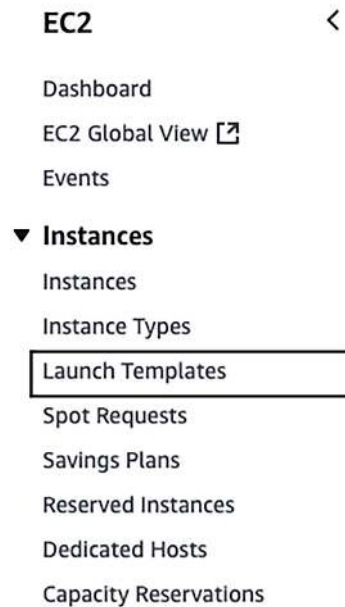 EC2
Dashboard
EC2 Global View
Events
Instances
Instances
Instance Types
Launch Templates
Spot Requests
Savings Plans
Reserved Instances
Dedicated Hosts
Capacity Reservations